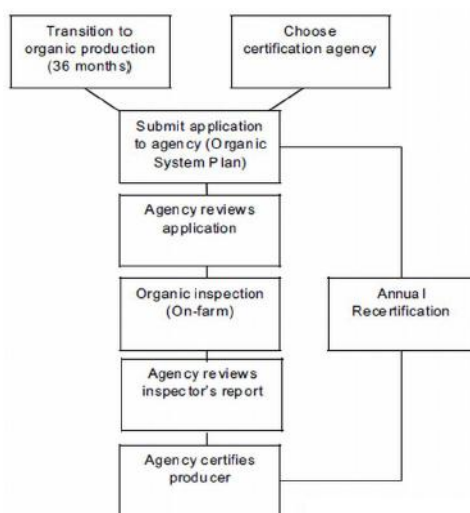 Transition to
organic production
(36 months)
Choose
certification agency
Submit application
to agency (Organic
System Plan)
Agency reviews
application
Organic inspection
(On-farm)
Annual
Recertification
Agency reviews
inspector's report
Agency certifies
producer